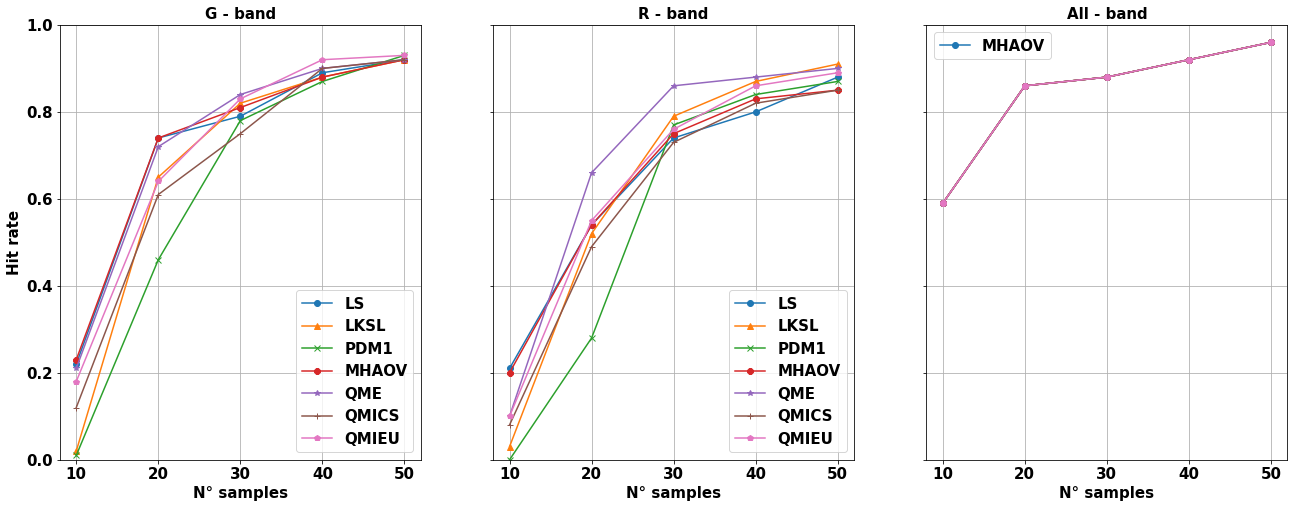 G - band
R - band
All - band
Hit rate
1.0
0.8
0.6
0.4
0.2
0.0
LS
LKSL
PDM1
MHAOV
QME
QMICS
QMIEU
10 20 30 40 50
N° samples
LS
LKSL
PDM1
MHAOV
QME
QMICS
QMIEU
10 20 30 40 50
N° samples
MHAOV
10 20 30 40 50
N° samples